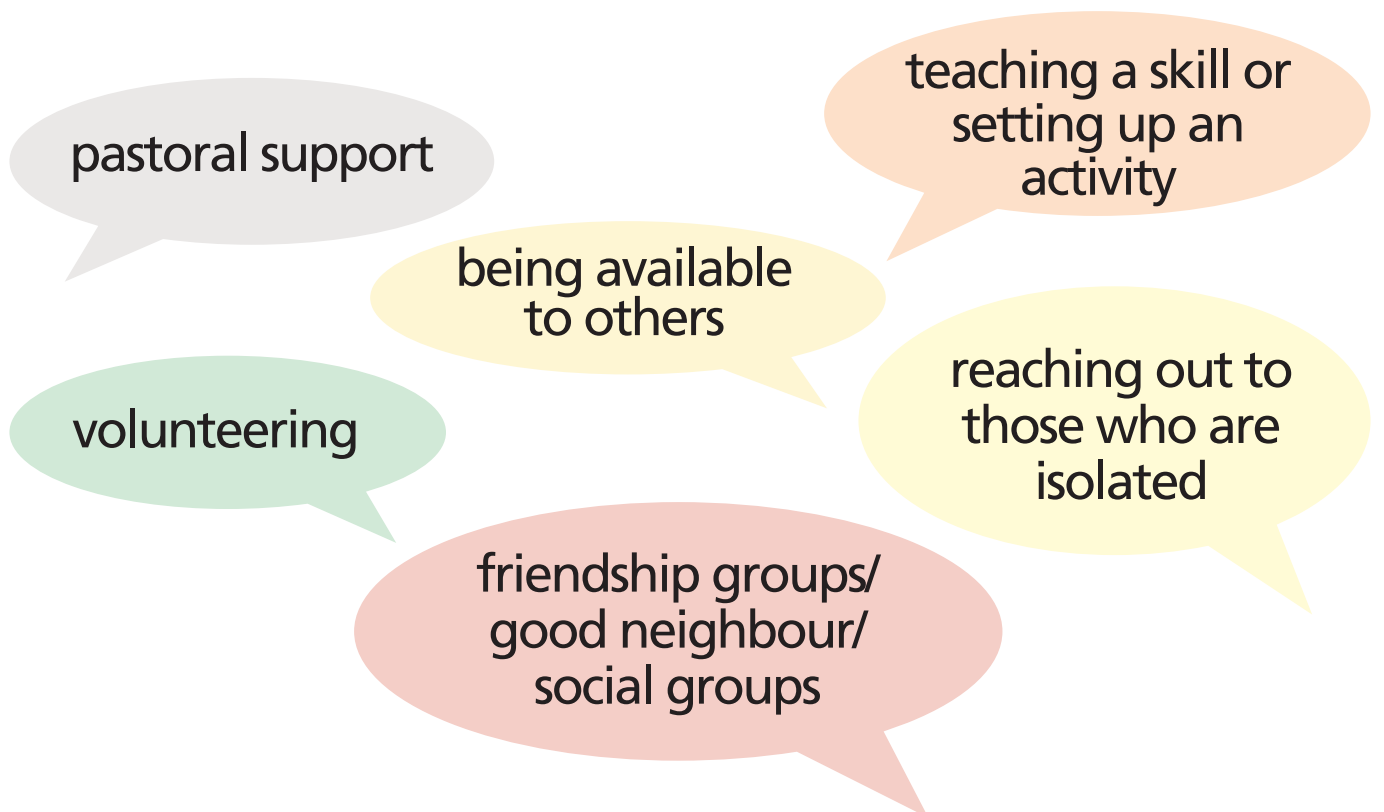 pastoral support
teaching a skill or
setting up an
activity
being available
to others
volunteering
reaching out to
those who are
isolated
friendship groups/
good neighbour/
social groups